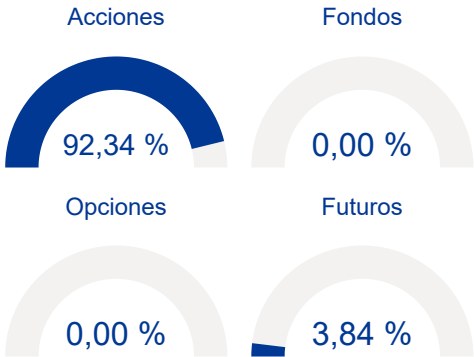 Acciones
Fondos
92,34 %
0,00 %
Opciones
Futuros
0,00 %
3,84 %